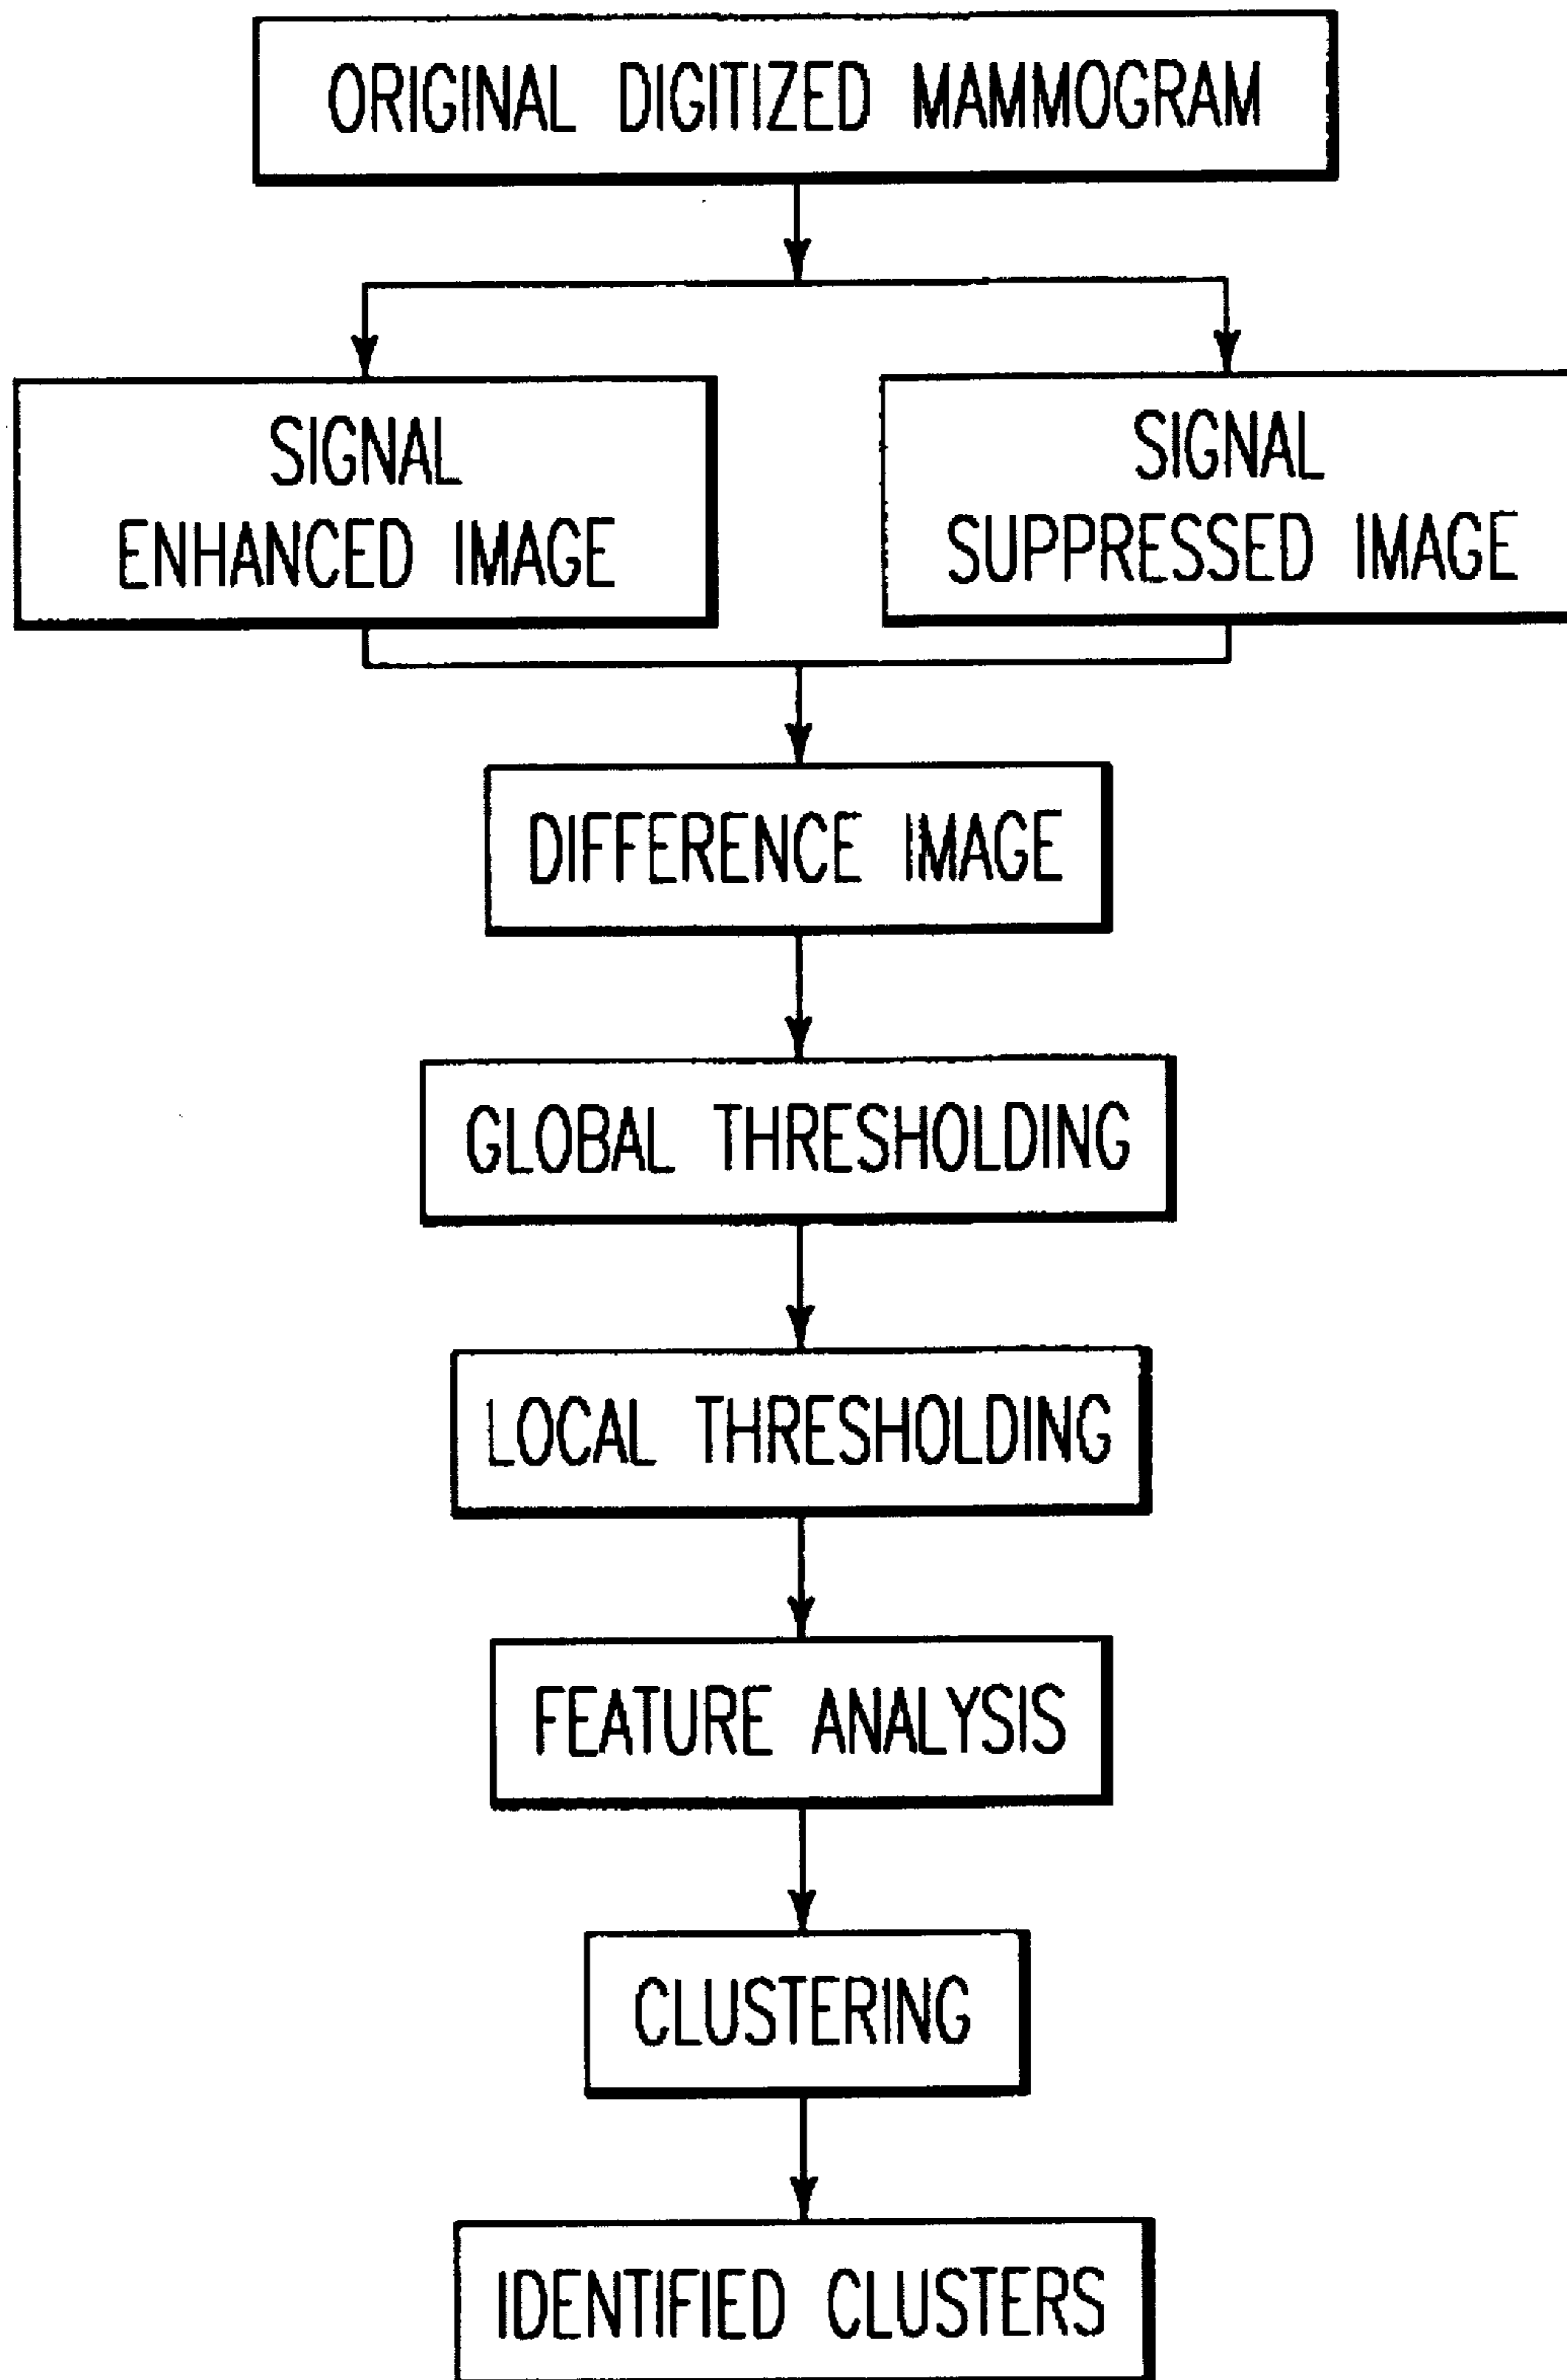 ORIGINAL DIGITIZED MAMMOGRAM
SIGNAL
ENHANCED IMAGE
SIGNAL
SUPPRESSED IMAGE
DIFFERENCE IMAGE
GLOBAL THRESHOLDING
LOCAL THRESHOLDING
FEATURE ANALYSIS
CLUSTERING
IDENTIFIED CLUSTERS